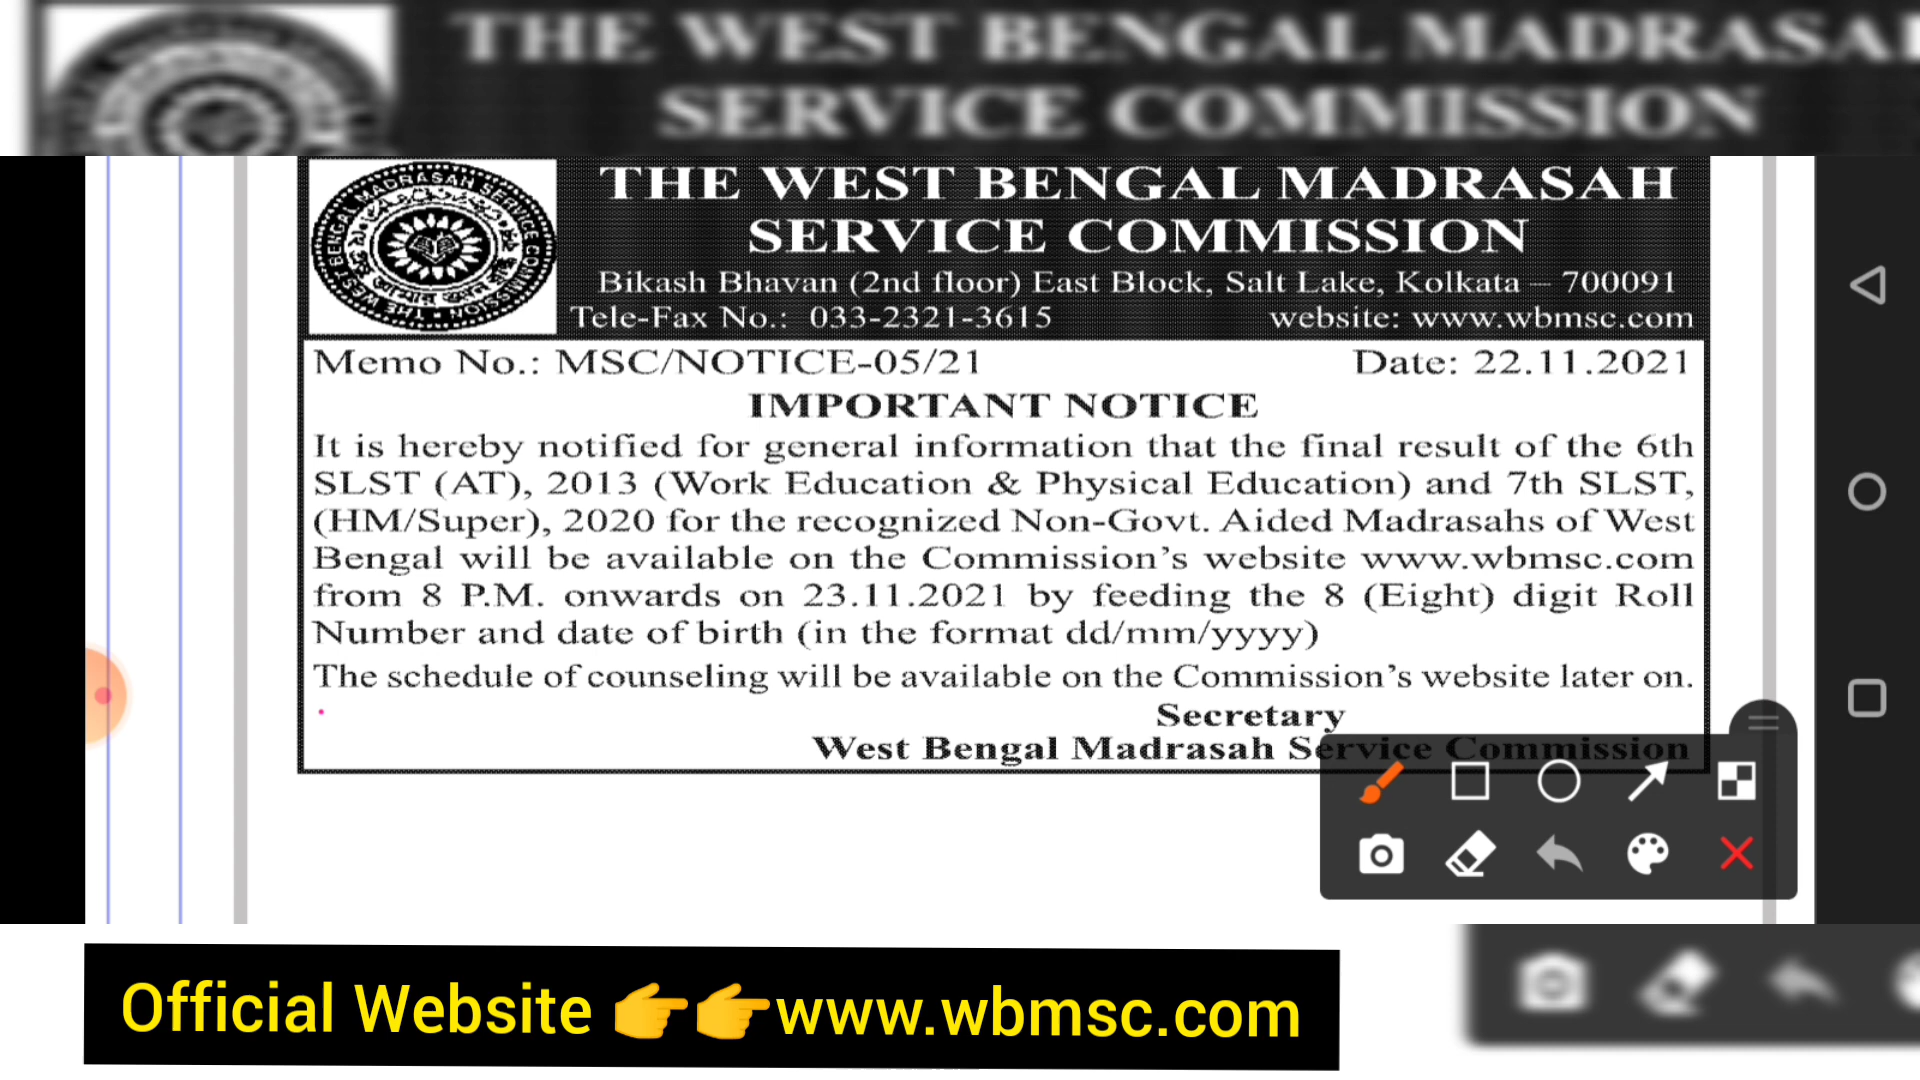 THE WEST BENGAL MADRASAH
SERVICE COMMISSION
THE WEST BENGAL MADRASAH
SERVICE COMMISSION
Bikash Bhavan (2nd floor) East Block, Salt Lake, Kolkata – 700091
Tele-Fax No.: 033-2321-3615 website: www.wbmsc.com
Memo No.: MSC/NOTICE-05/21 Date: 22.11.2021
IMPORTANT NOTICE
It is hereby notified for general information that the final result of the 6th
SLST (AT), 2013 (Work Education & Physical Education) and 7th SLST,
(HM/Super), 2020 for the recognized Non-Govt. Aided Madrasahs of West
Bengal will be available on the Commission’s website www.wbmsc.com
from 8 P.M. onwards on 23.11.2021 by feeding the 8 (Eight) digit Roll
Number and date of birth (in the format dd/mm/yyyy)
The schedule of counseling will be available on the Commission’s website later on.
Secretary
West Bengal Madrasah Service Commission
Official Website 👉👉www.wbmsc.com